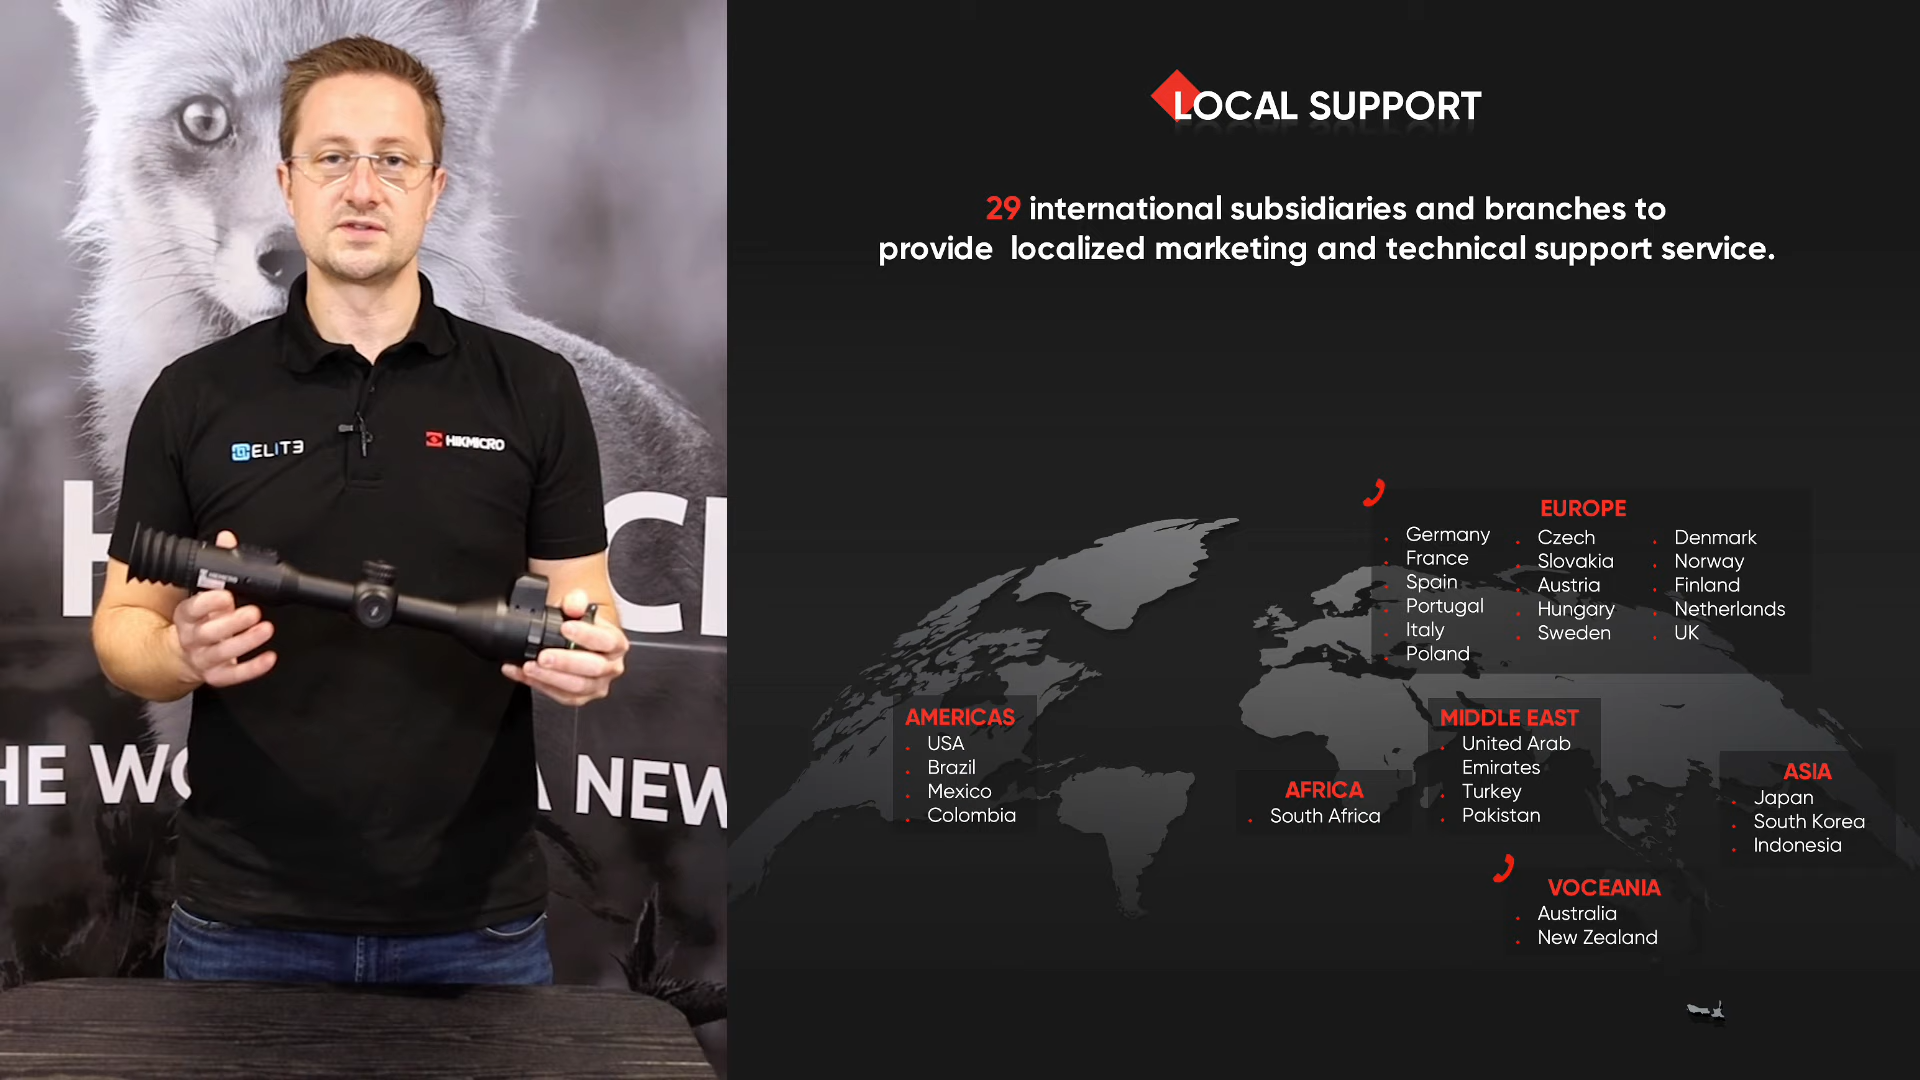 ELIT3
HIKMICRO
H
CR
HE WO
A NEW
LOCAL SUPPORT
29 international subsidiaries and branches to
provide localized marketing and technical support service.
EUROPE
Germany
France
Spain
Portugal
Italy
Poland
Czech
Slovakia
Austria
Hungary
Sweden
Denmark
Norway
Finland
Netherlands
UK
AMERICAS
USA
Brazil
Mexico
Colombia
AFRICA
South Africa
MIDDLE EAST
United Arab
Emirates
Turkey
Pakistan
ASIA
Japan
South Korea
Indonesia
VOCEANIA
Australia
New Zealand